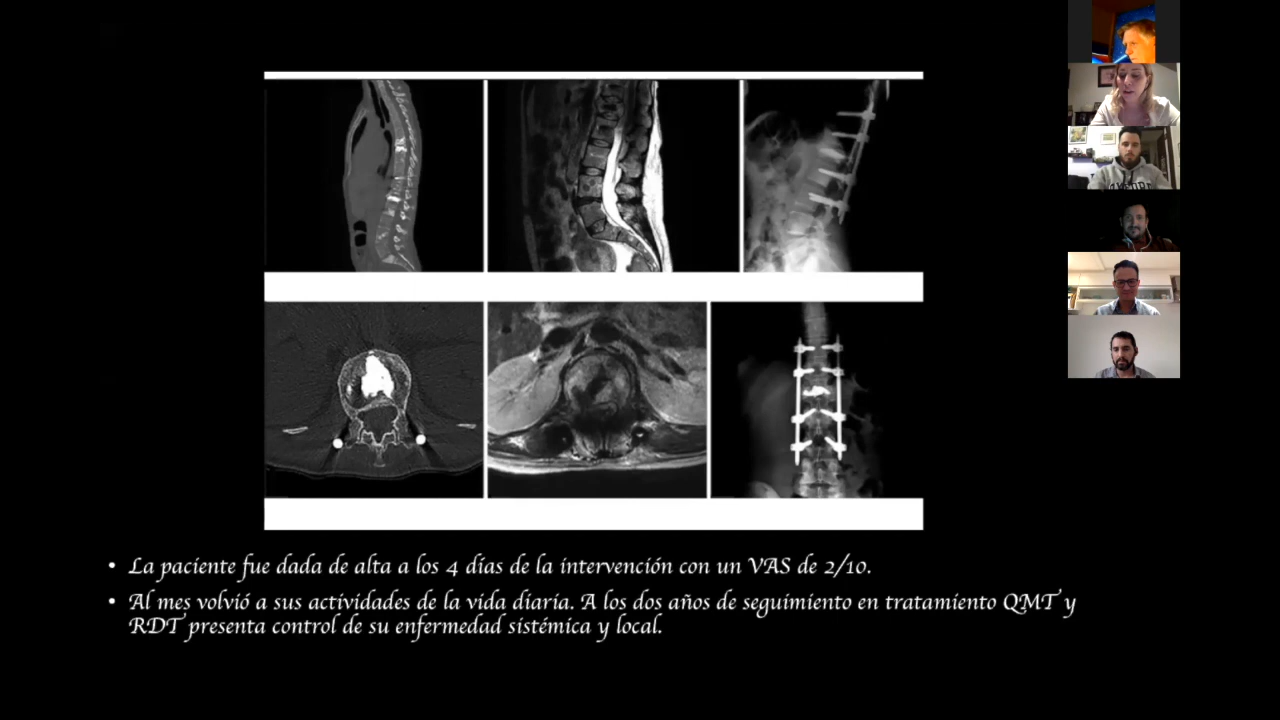 • La paciente fue dada de alta a los 4 días de la intervención con un VAS de 2/10.
• Al mes volvió a sus actividades de la vida diaria. A los dos años de seguimiento en tratamiento QMT y
RDT presenta control de su enfermedad sistémica y local.